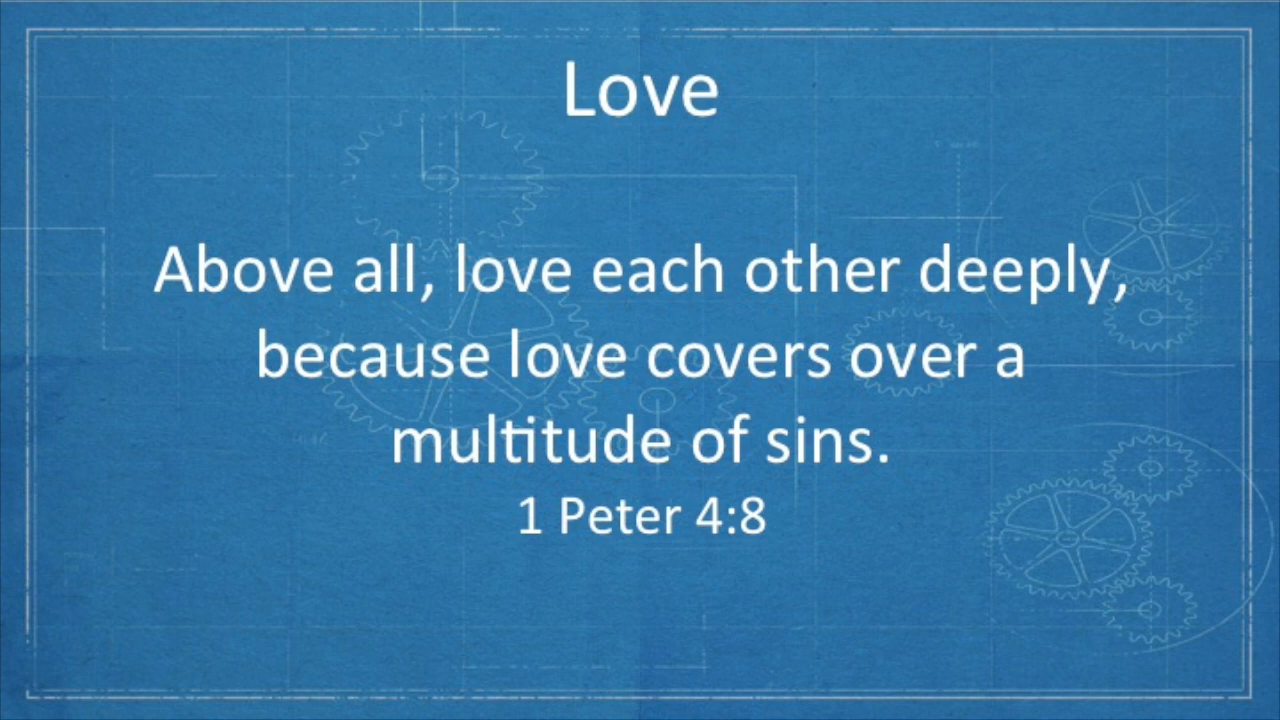 Love
Above all, love each other deeply,
because love covers over a
multitude of sins.
1 Peter 4:8